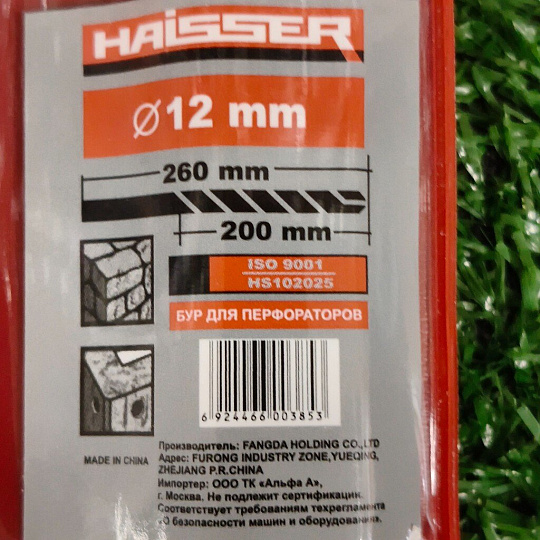 HAISSER
Ø12 mm
260 mm
200 mm
ISO 9001
HS102025
БУР ДЛЯ ПЕРФОРАТОРОВ
6 924466 003853
MADE IN CHINA
Производитель: FANGDA HOLDING CO.,LTD
Адрес: FURONG INDUSTRY ZONE,YUEQING,
ZHEJIANG P.R.CHINA
Импортер: ООО ТК «Альфа А»,
г. Москва. Не подлежит сертификации.
Соответствует требованиям техрегламента
«О безопасности машин и оборудования».